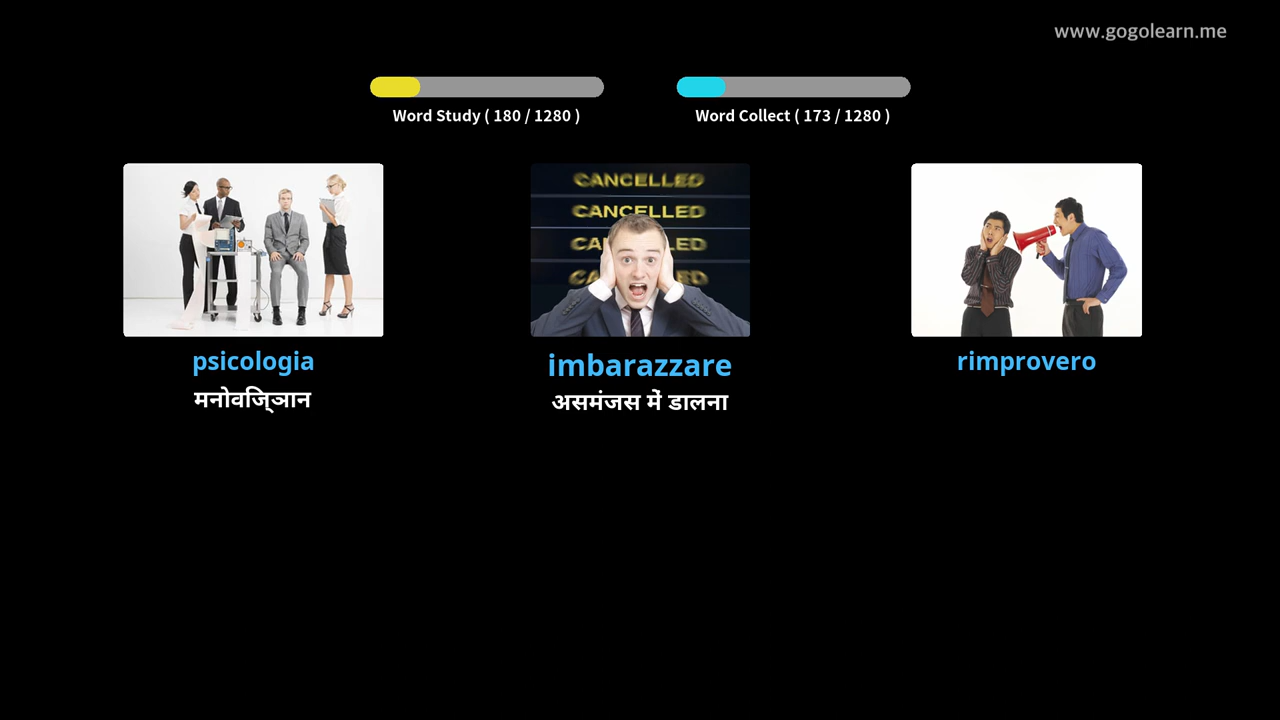 www.gogolearn.me
Word Study ( 180 / 1280 )
Word Collect ( 173 / 1280 )
CANCELLED
CANCELLED
psicologia
imbarazzare
rimprovero
मनोवज्ञिान
असमंजस में डालना